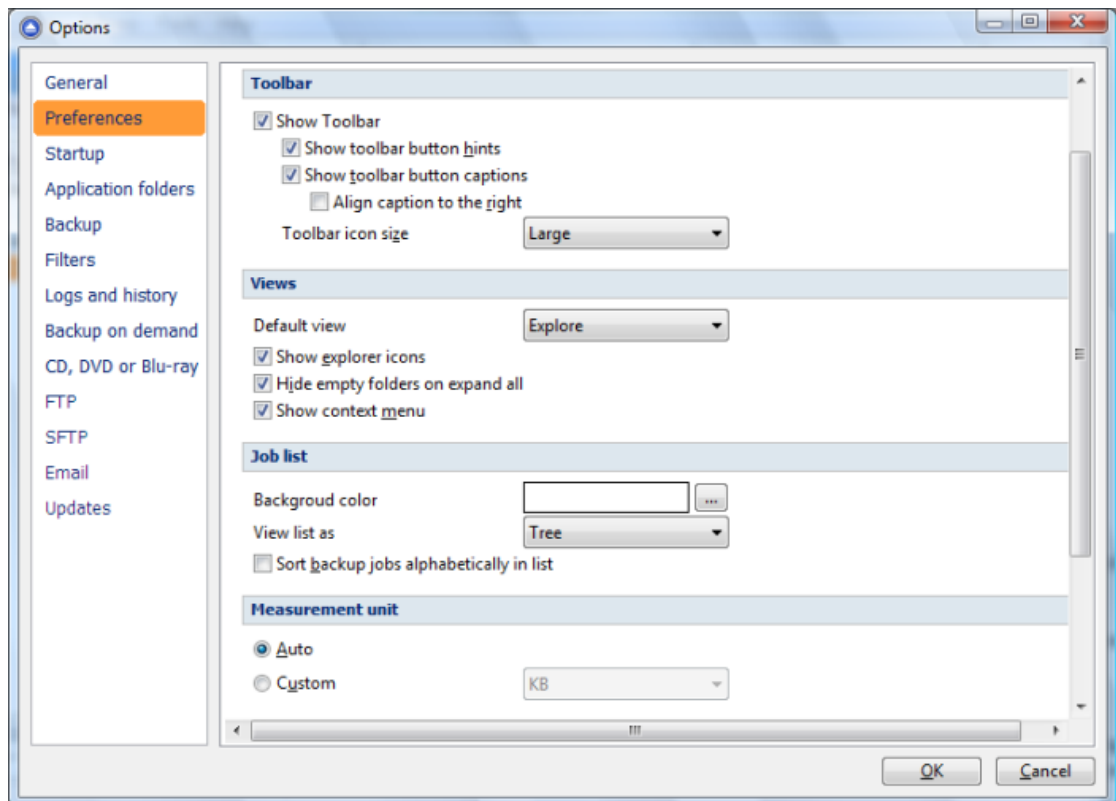 Options
General
Preferences
Startup
Application folders
Backup
Filters
Logs and history
Backup on demand
CD, DVD or Blu-ray
FTP
SFTP
Email
Updates
Toolbar
Show Toolbar
Show toolbar button hints
Show toolbar button captions
Align caption to the right
Toolbar icon size Large
Views
Default view Explore
Show explorer icons
Hide empty folders on expand all
Show context menu
Job list
Backgroud color ...
View list as Tree
Sort backup jobs alphabetically in list
Measurement unit
Auto
Custom KB
OK Cancel